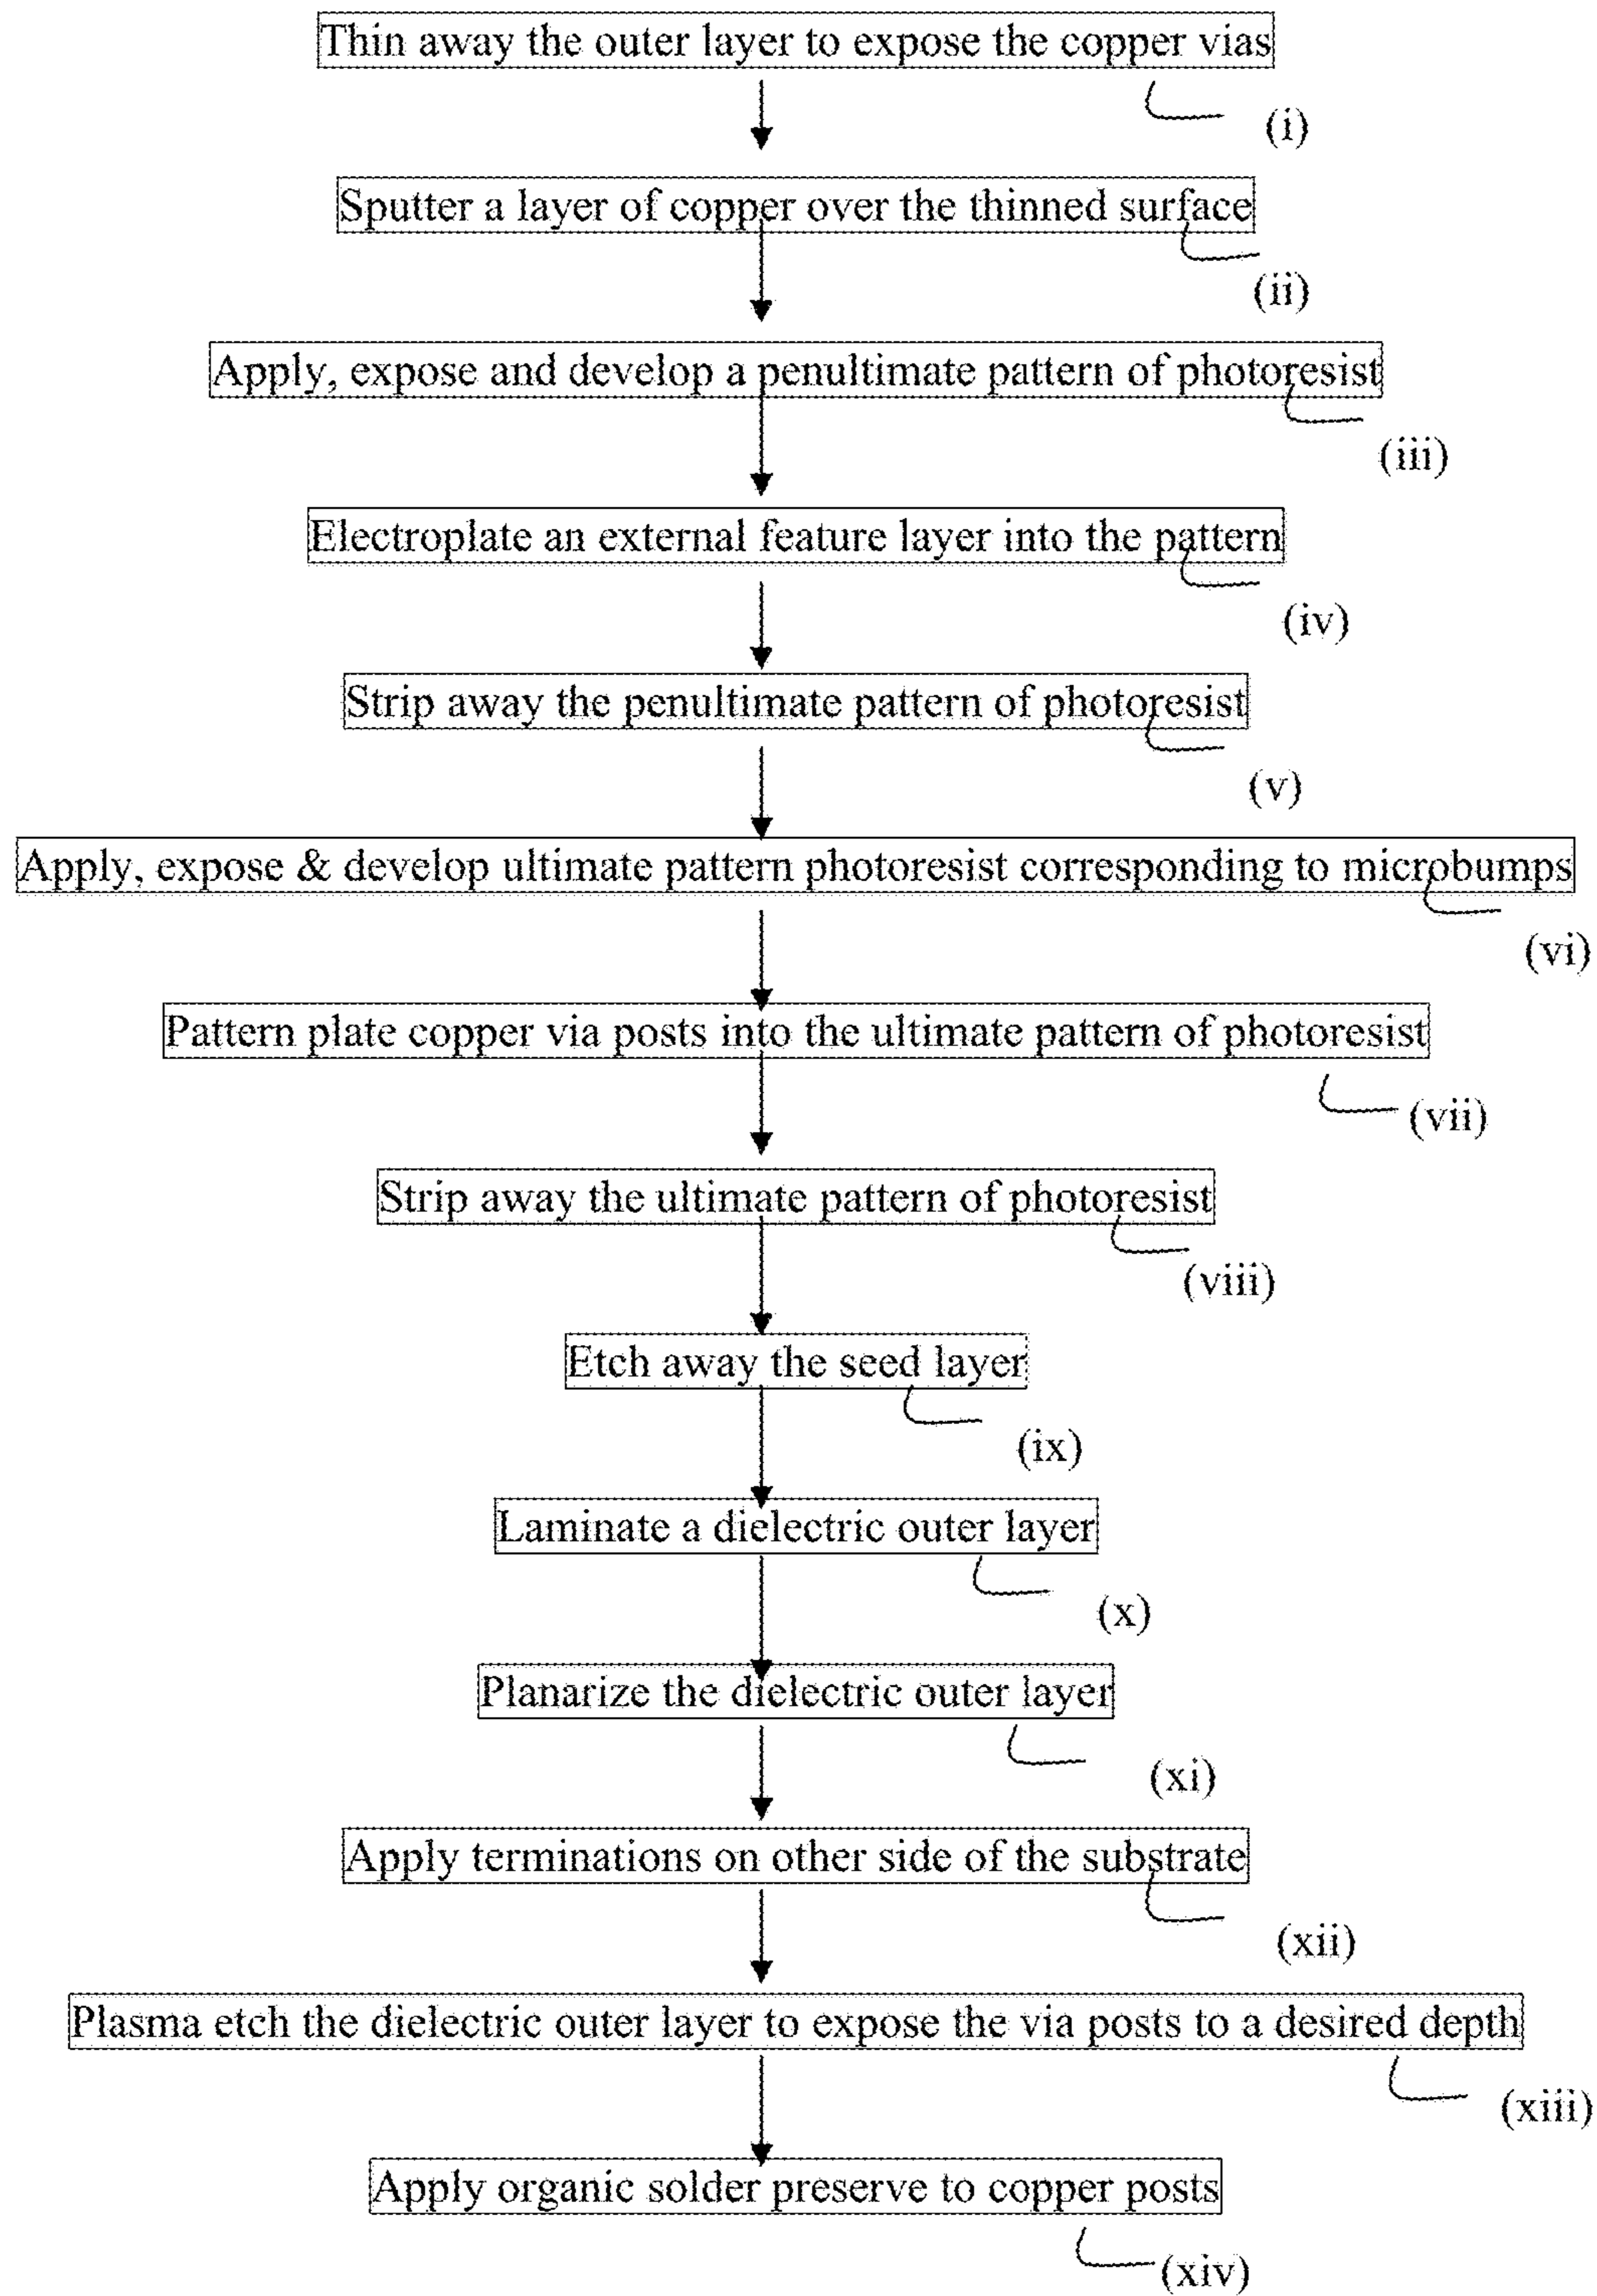 Thin away the outer layer to expose the copper vias
(i)
Sputter a layer of copper over the thinned surface
(ii)
Apply, expose and develop a penultimate pattern of photoresist
(iii)
Electroplate an external feature layer into the pattern
(iv)
Strip away the penultimate pattern of photoresist
(v)
Apply, expose & develop ultimate pattern photoresist corresponding to microbumps
(vi)
Pattern plate copper via posts into the ultimate pattern of photoresist
(vii)
Strip away the ultimate pattern of photoresist
(viii)
Etch away the seed layer
(ix)
Laminate a dielectric outer layer
(x)
Planarize the dielectric outer layer
(xi)
Apply terminations on other side of the substrate
(xii)
Plasma etch the dielectric outer layer to expose the via posts to a desired depth
(xiii)
Apply organic solder preserve to copper posts
(xiv)